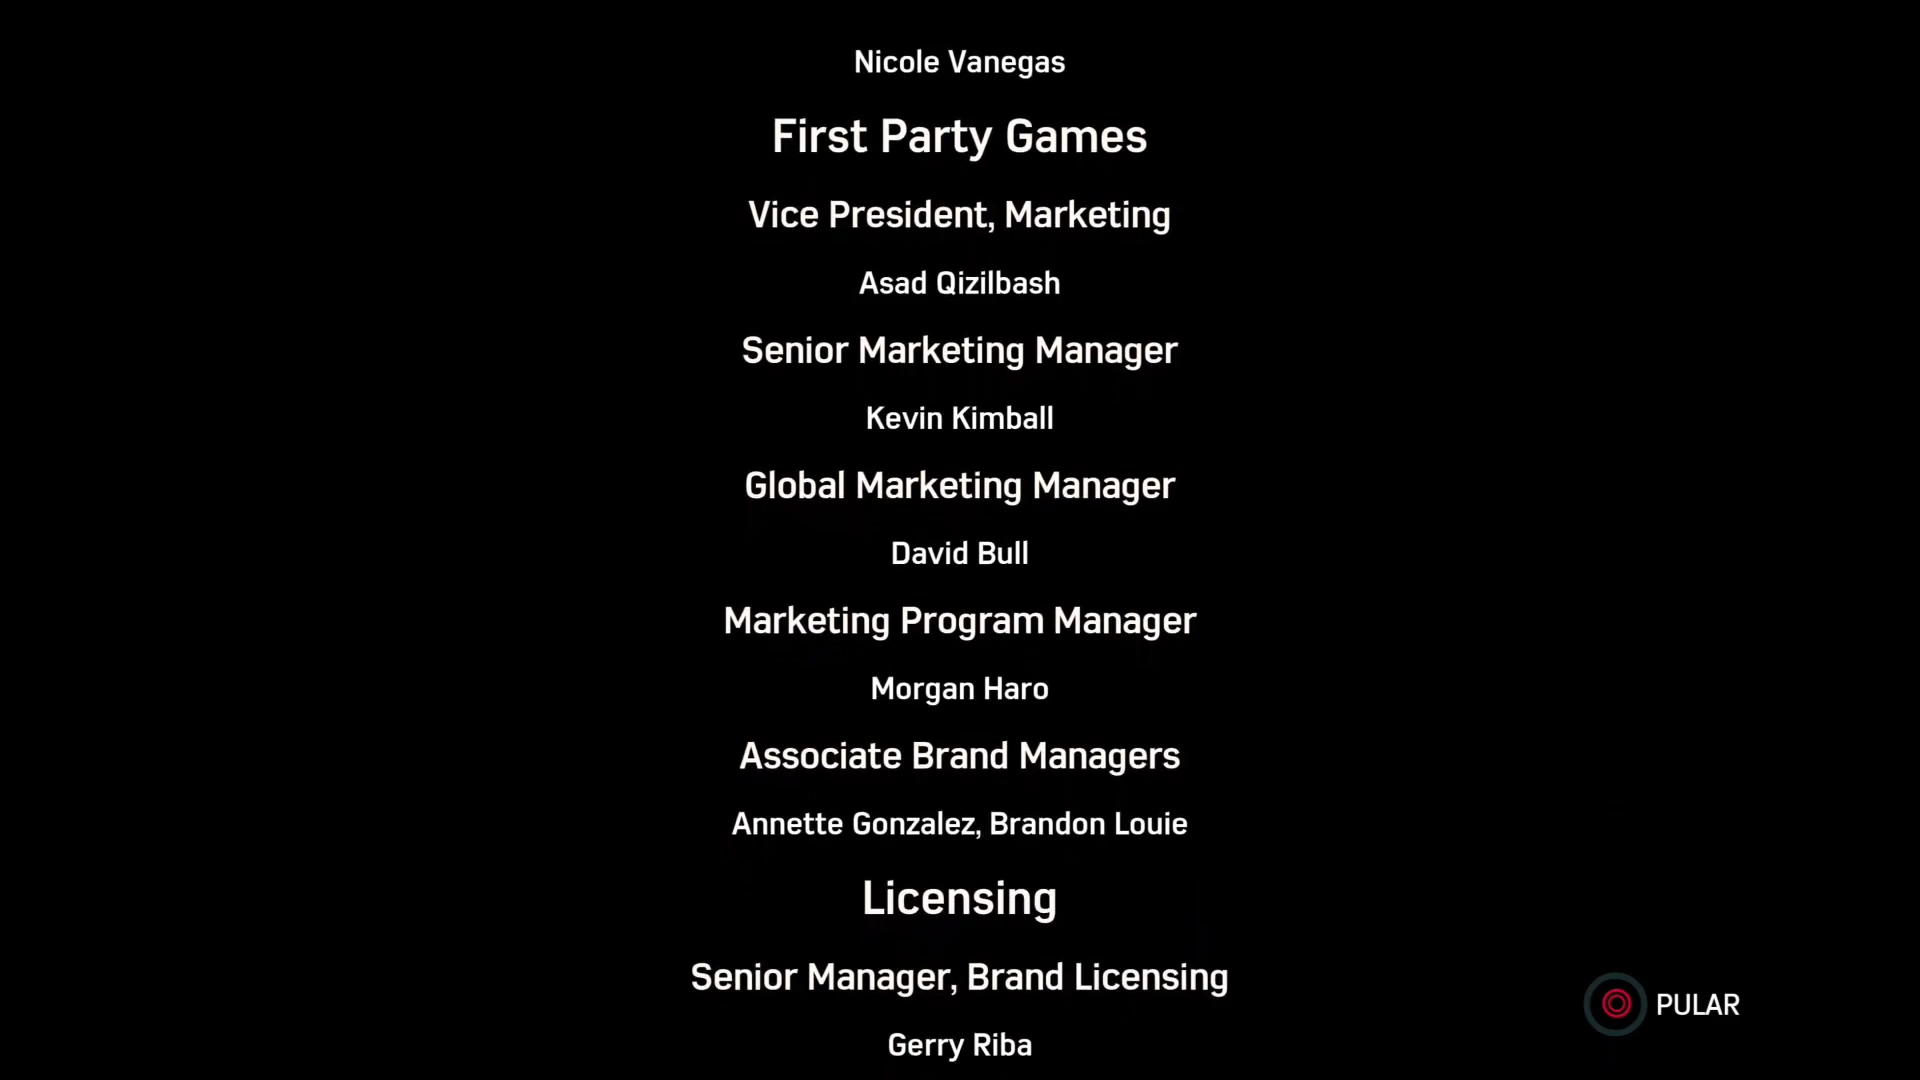 Nicole Vanegas
First Party Games
Vice President, Marketing
Asad Qizilbash
Senior Marketing Manager
Kevin Kimball
Global Marketing Manager
David Bull
Marketing Program Manager
Morgan Haro
Associate Brand Managers
Annette Gonzalez, Brandon Louie
Licensing
Senior Manager, Brand Licensing
PULAR
Gerry Riba